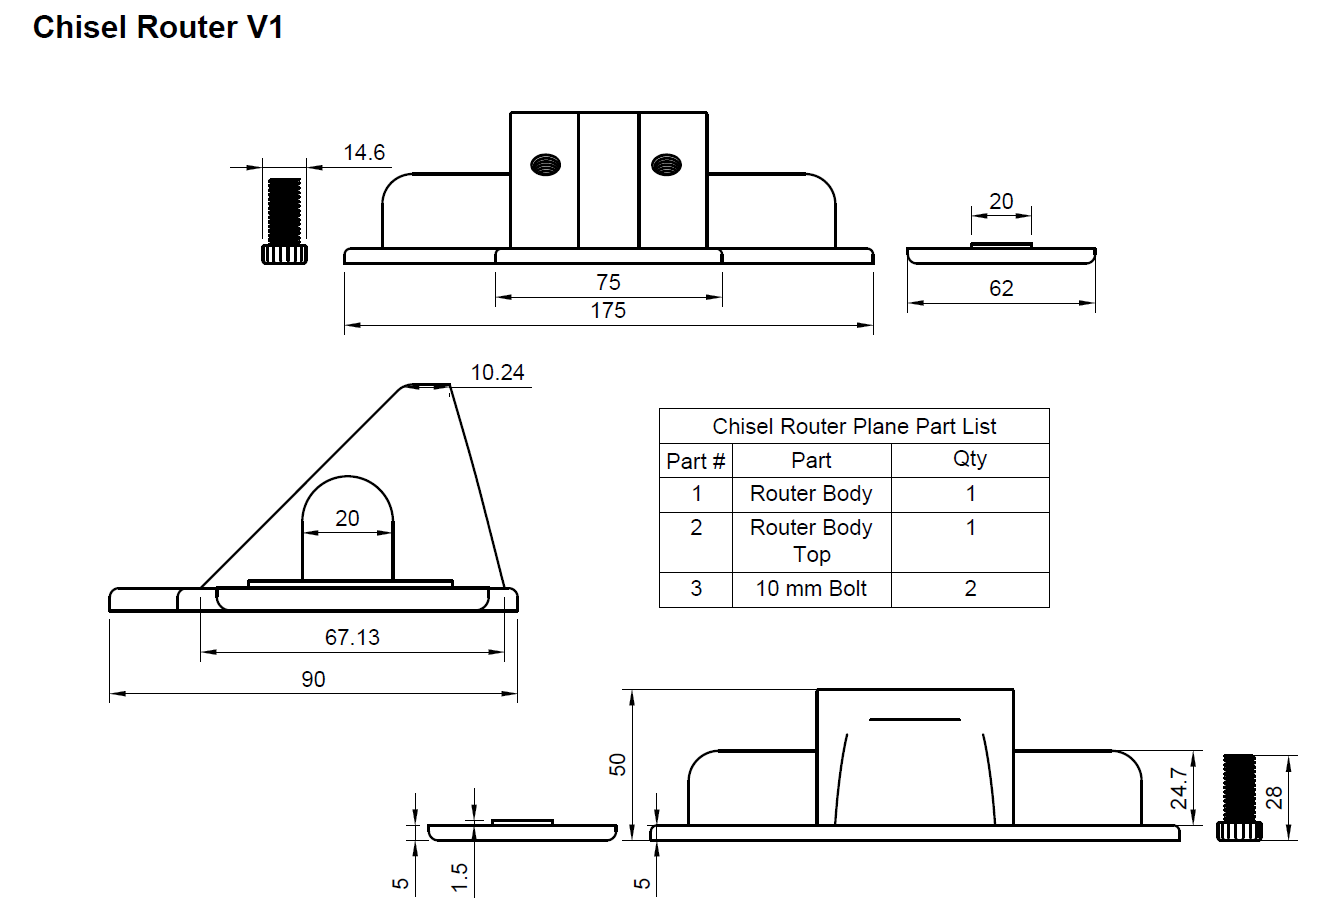 Chisel Router V1
14.6
20
75
62
175
10.24
Chisel Router Plane Part List
Part # Part Qty
1 Router Body 1
2 Router Body 1
Top
3 10 mm Bolt 2
20
67.13
90
50
24.7
28
5
1.5
5